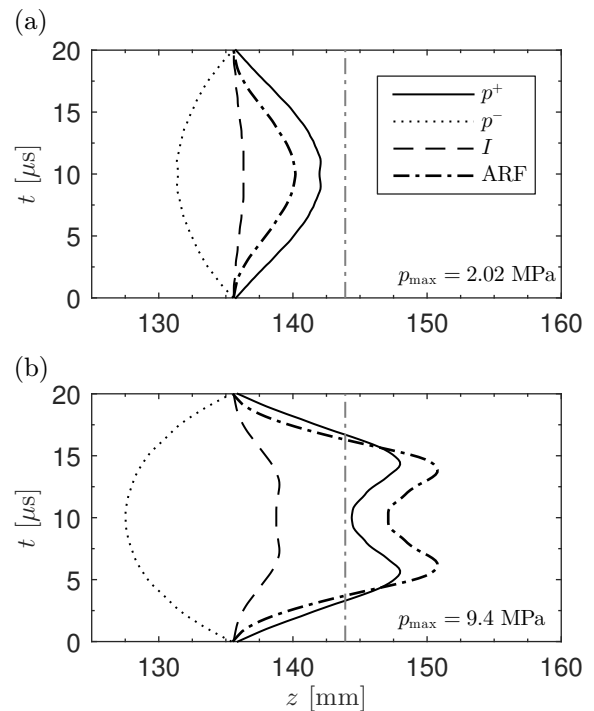 (a)
20
15
10
5
0
t [μs]
p⁺
p⁻
I
ARF
p_max = 2.02 MPa
130 140 150 160
(b)
20
15
10
5
0
t [μs]
p_max = 9.4 MPa
130 140 150 160
z [mm]